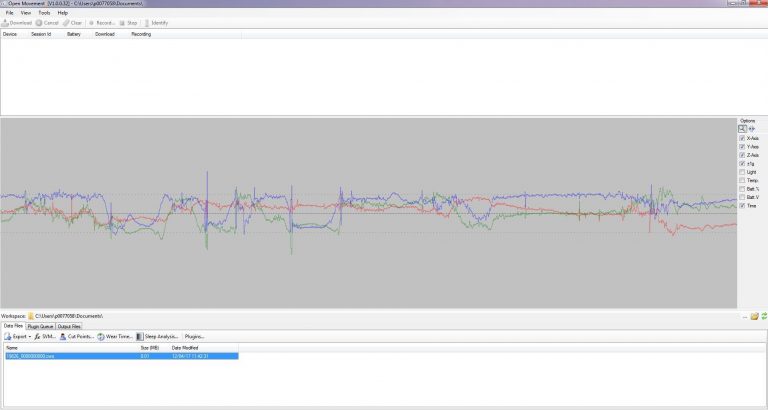 Open Movement [V1.0.0.32] - C:\Users\p0077058\Documents\
File View Tools Help
Download Cancel Clear Record... Stop Identify
Device Session Id Battery Download Recording
Options
X-Axis
Y-Axis
Z-Axis
±1g
Light
Temp.
Batt.%
Batt.V
Time
Workspace: C:\Users\p0077058\Documents\
Data Files Plugin Queue Output Files
Export SVM... Cut Points... Wear Time... Sleep Analysis... Plugins...
Name Size (MB) Date Modified
0.01 12/04/17 11:42:31